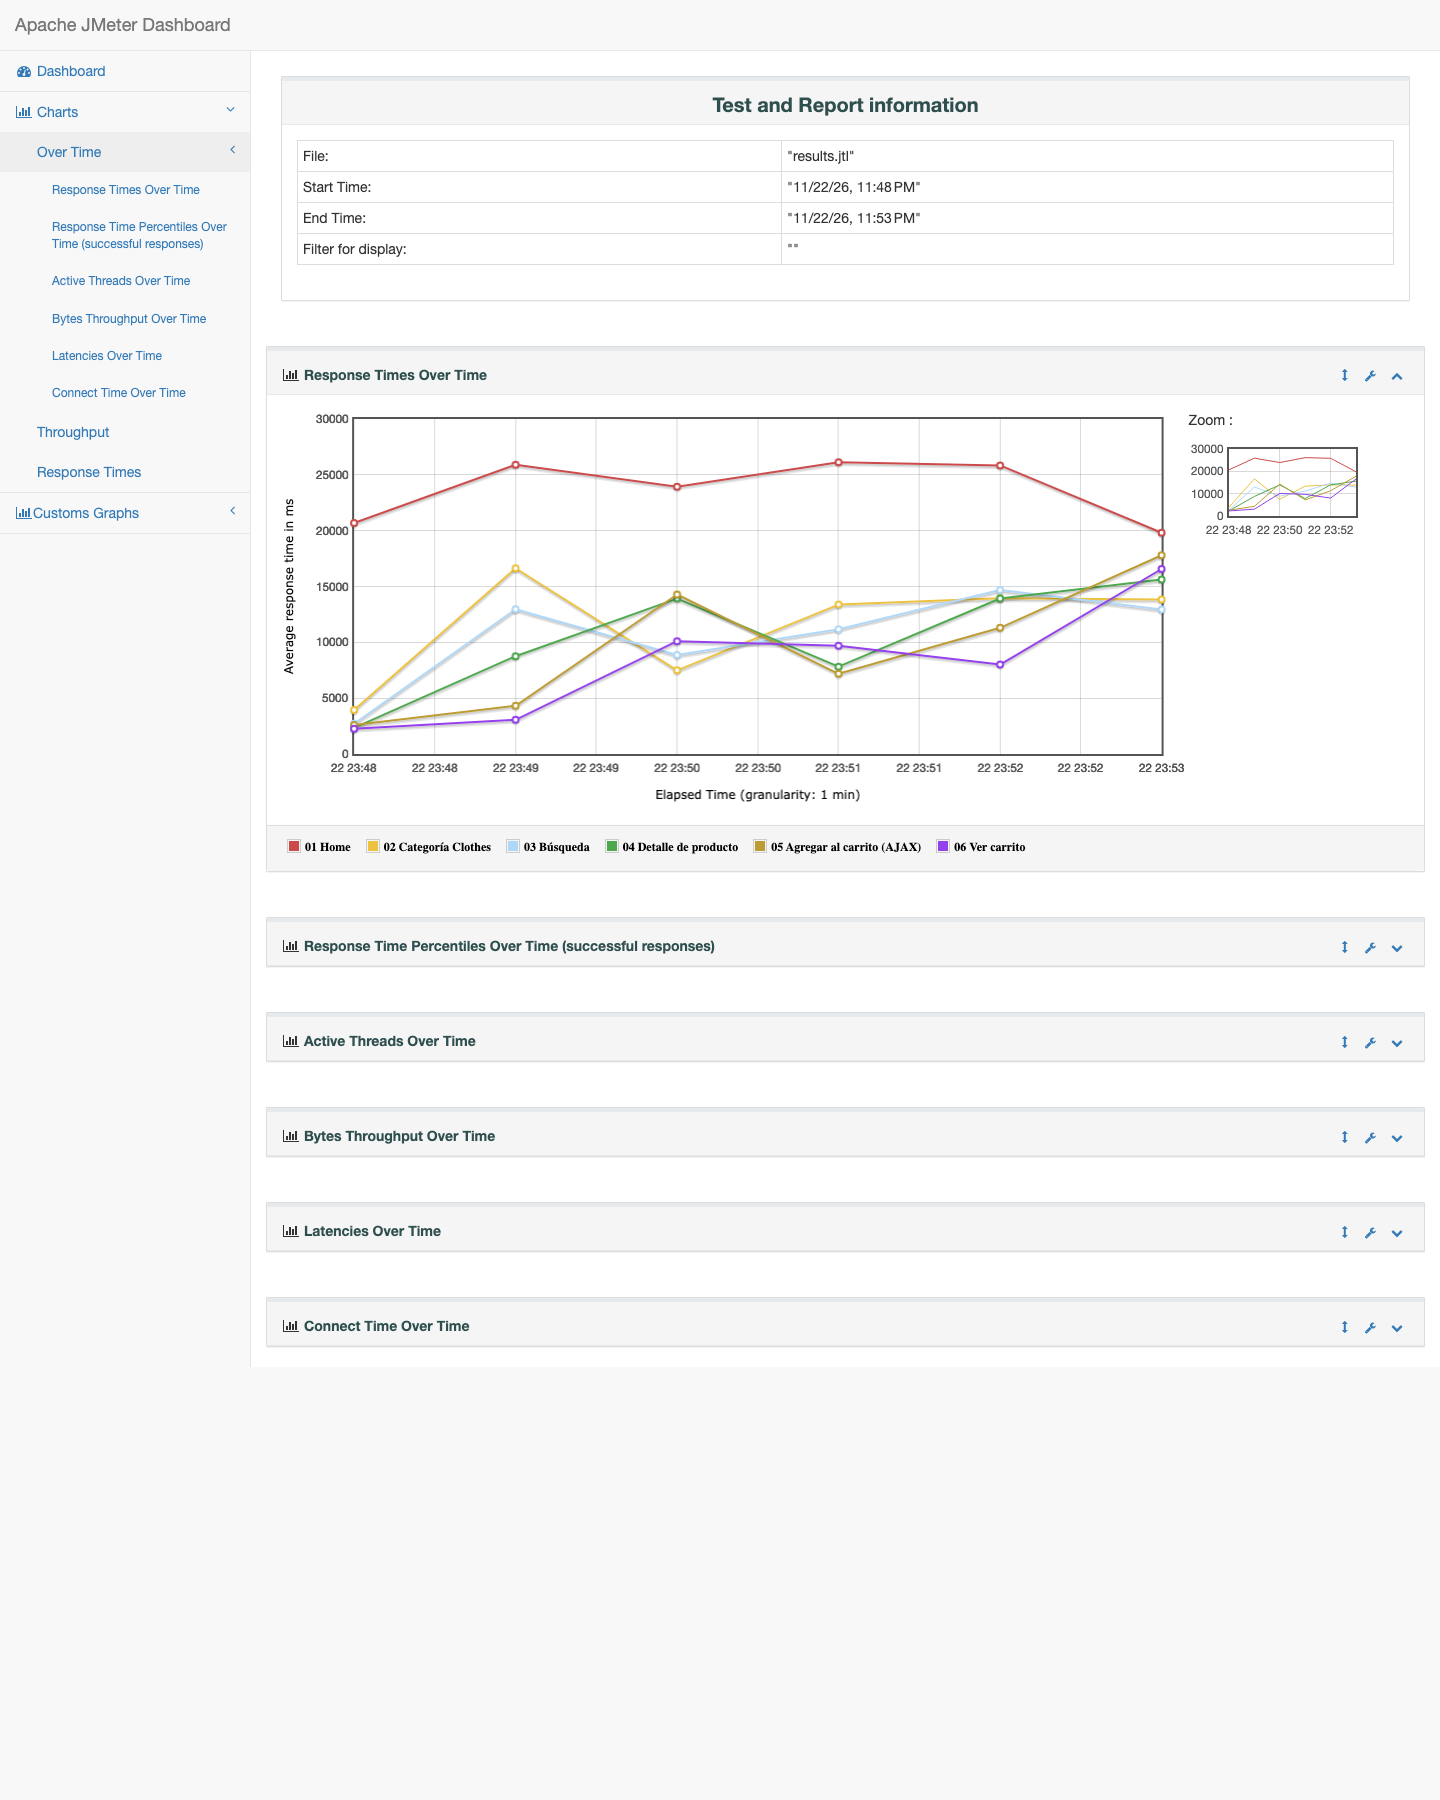 Apache JMeter Dashboard
Dashboard
Charts
Over Time
Response Times Over Time
Response Time Percentiles Over
Time (successful responses)
Active Threads Over Time
Bytes Throughput Over Time
Latencies Over Time
Connect Time Over Time
Throughput
Response Times
Customs Graphs
Test and Report information
File: "results.jtl"
Start Time: "11/22/26, 11:48 PM"
End Time: "11/22/26, 11:53 PM"
Filter for display: ""
Response Times Over Time
30000
25000
20000
15000
10000
5000
0
Average response time in ms
22 23:48 22 23:48 22 23:49 22 23:49 22 23:50 22 23:50 22 23:51 22 23:51 22 23:52 22 23:52 22 23:53
Elapsed Time (granularity: 1 min)
Zoom :
30000
20000
10000
0
22 23:48 22 23:50 22 23:52
01 Home 02 Categoría Clothes 03 Búsqueda 04 Detalle de producto 05 Agregar al carrito (AJAX) 06 Ver carrito
Response Time Percentiles Over Time (successful responses)
Active Threads Over Time
Bytes Throughput Over Time
Latencies Over Time
Connect Time Over Time